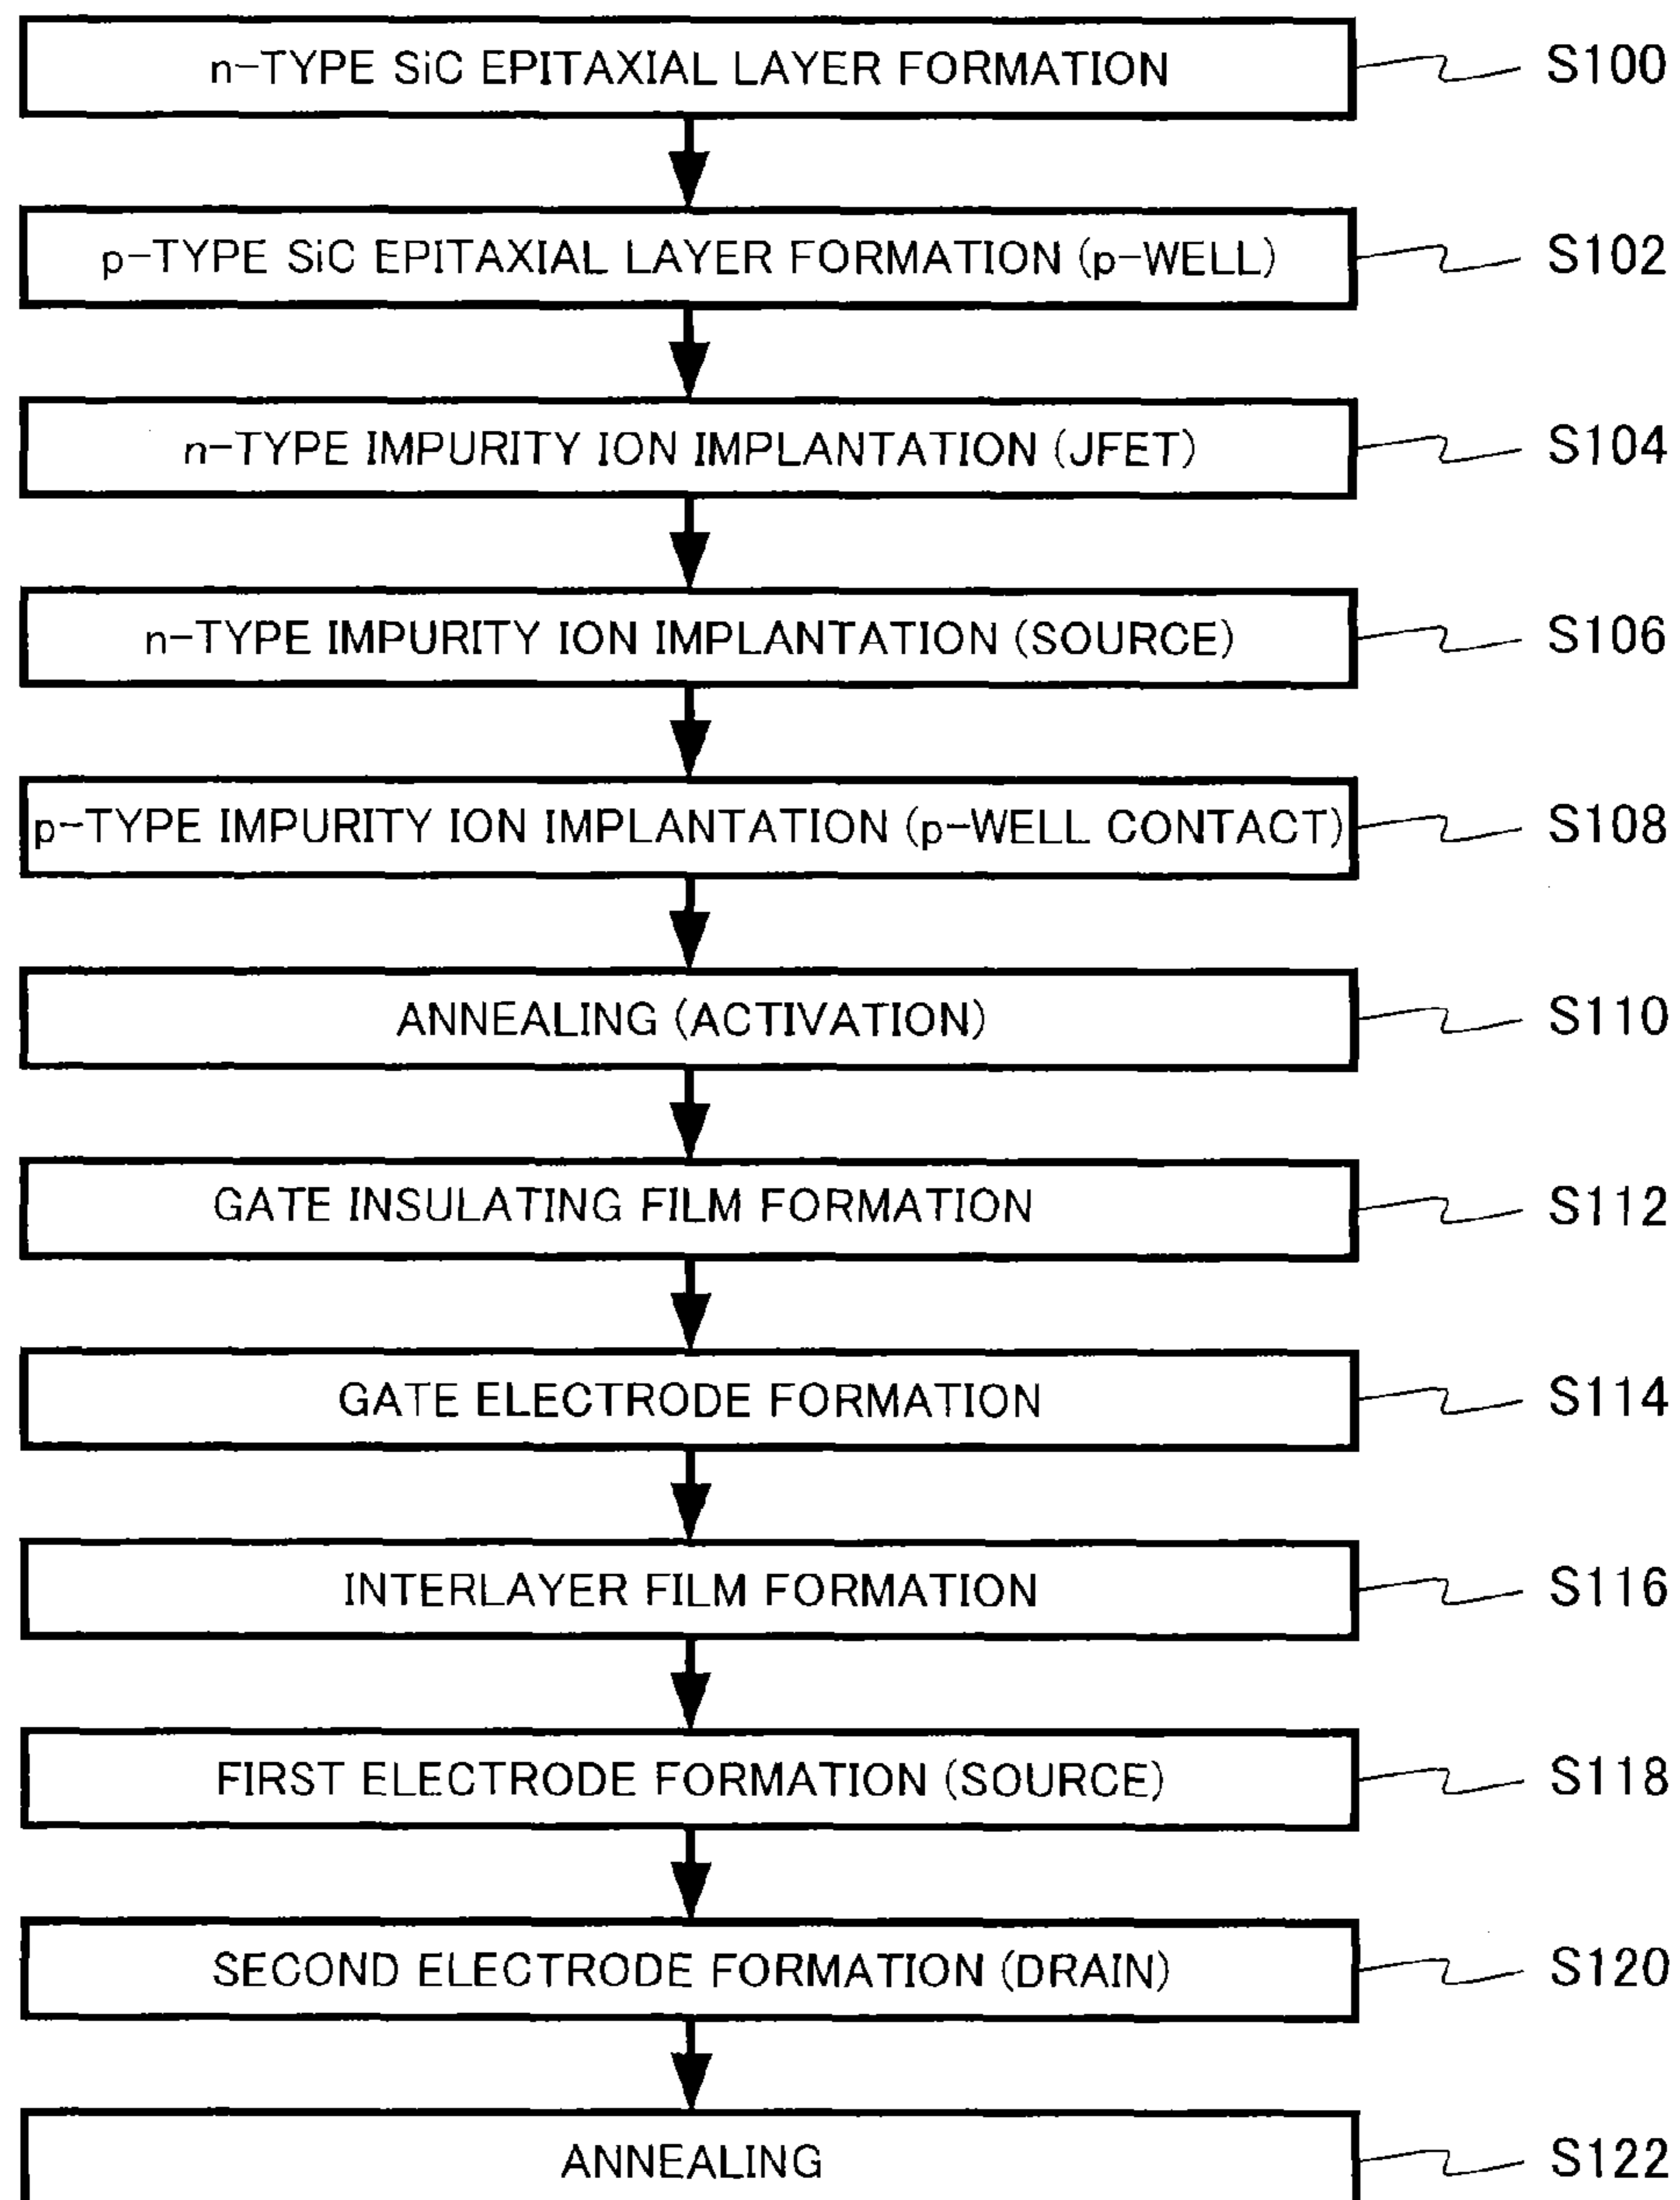 n-TYPE SiC EPITAXIAL LAYER FORMATION S100
p-TYPE SiC EPITAXIAL LAYER FORMATION (p-WELL) S102
n-TYPE IMPURITY ION IMPLANTATION (JFET) S104
n-TYPE IMPURITY ION IMPLANTATION (SOURCE) S106
p-TYPE IMPURITY ION IMPLANTATION (p-WELL CONTACT) S108
ANNEALING (ACTIVATION) S110
GATE INSULATING FILM FORMATION S112
GATE ELECTRODE FORMATION S114
INTERLAYER FILM FORMATION S116
FIRST ELECTRODE FORMATION (SOURCE) S118
SECOND ELECTRODE FORMATION (DRAIN) S120
ANNEALING S122